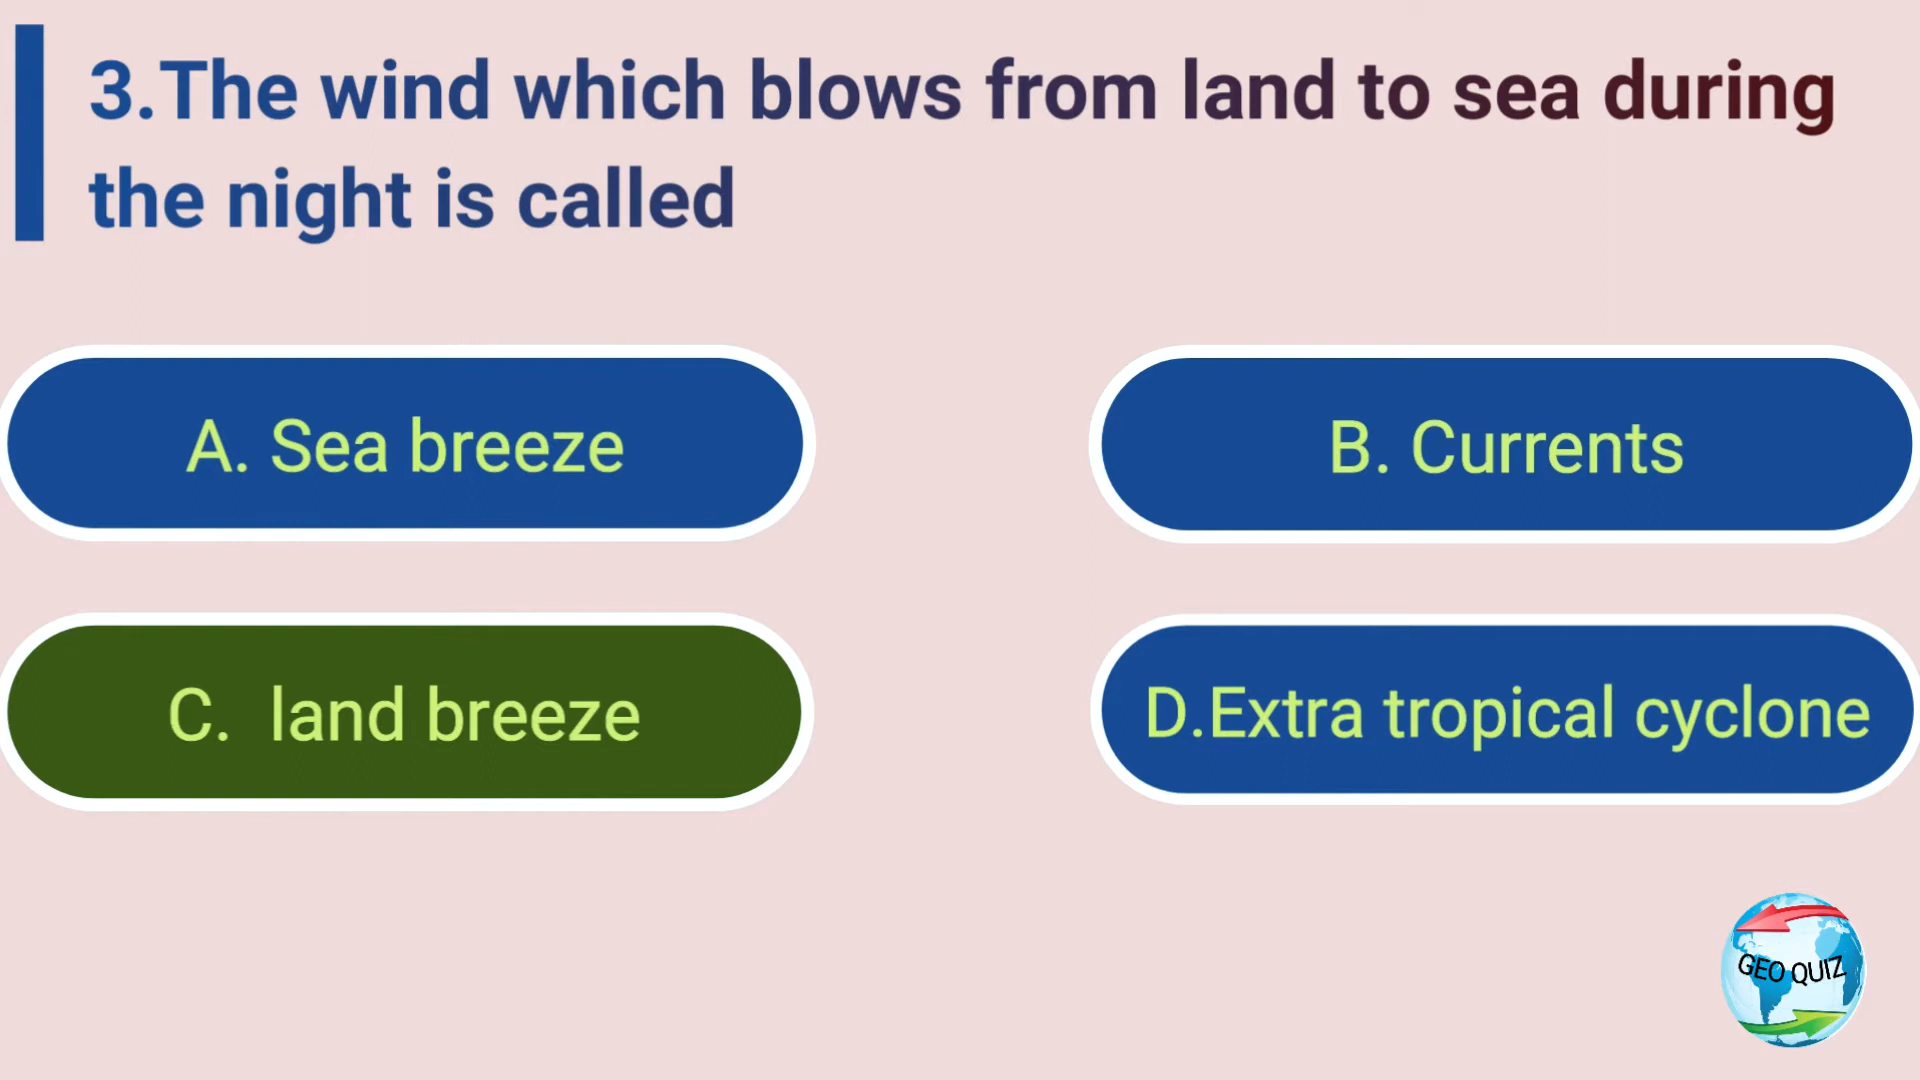 3.The wind which blows from land to sea during
the night is called
A. Sea breeze
B. Currents
C. land breeze
D.Extra tropical cyclone
GEO QUIZ